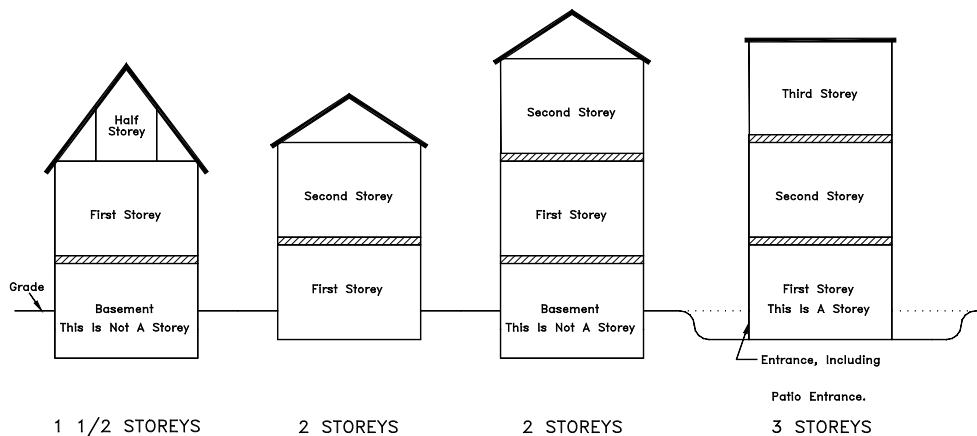 Half
Storey
First Storey
Grade
Basement
This Is Not A Storey
1 1/2 STOREYS
Second Storey
First Storey
2 STOREYS
Second Storey
First Storey
Basement
This Is Not A Storey
2 STOREYS
Third Storey
Second Storey
First Storey
This Is A Storey
Entrance, Including
Patio Entrance.
3 STOREYS